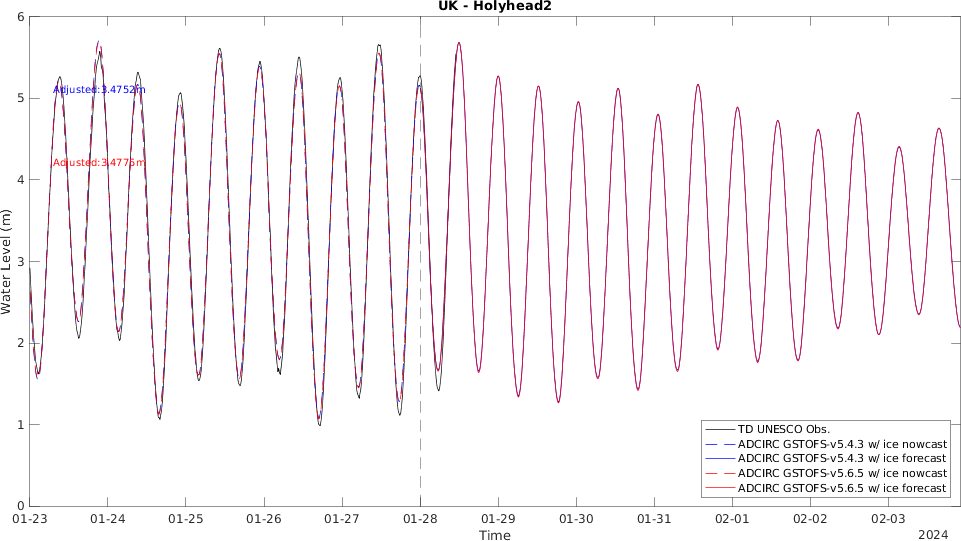 UK - Holyhead2
6
5
4
3
2
1
0
Water Level (m)
Adjusted:3.4752m
Adjusted:3.4775m
TD UNESCO Obs.
ADCIRC GSTOFS-v5.4.3 w/ ice nowcast
ADCIRC GSTOFS-v5.4.3 w/ ice forecast
ADCIRC GSTOFS-v5.6.5 w/ ice nowcast
ADCIRC GSTOFS-v5.6.5 w/ ice forecast
01-23 01-24 01-25 01-26 01-27 01-28 01-29 01-30 01-31 02-01 02-02 02-03
Time
2024